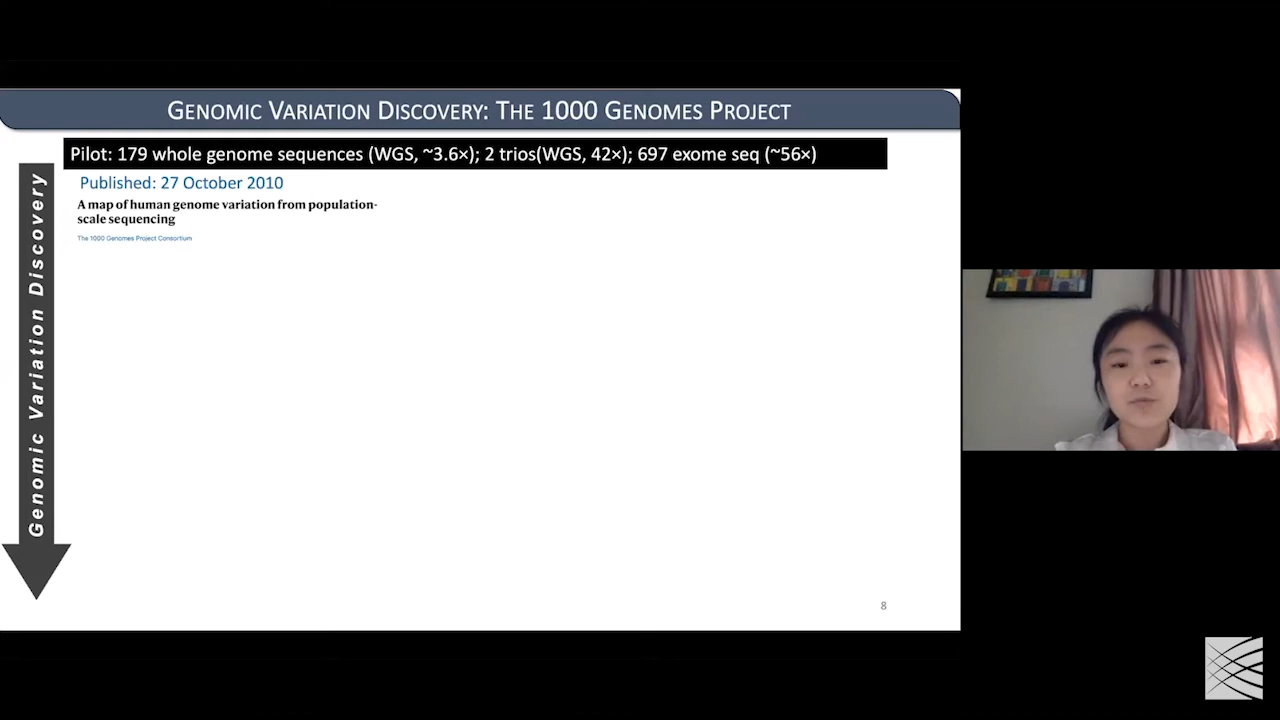 GENOMIC VARIATION DISCOVERY: THE 1000 GENOMES PROJECT
Pilot: 179 whole genome sequences (WGS, ~3.6×); 2 trios(WGS, 42×); 697 exome seq (~56×)
Published: 27 October 2010
A map of human genome variation from population-
scale sequencing
The 1000 Genomes Project Consortium
Genomic Variation Discovery
8